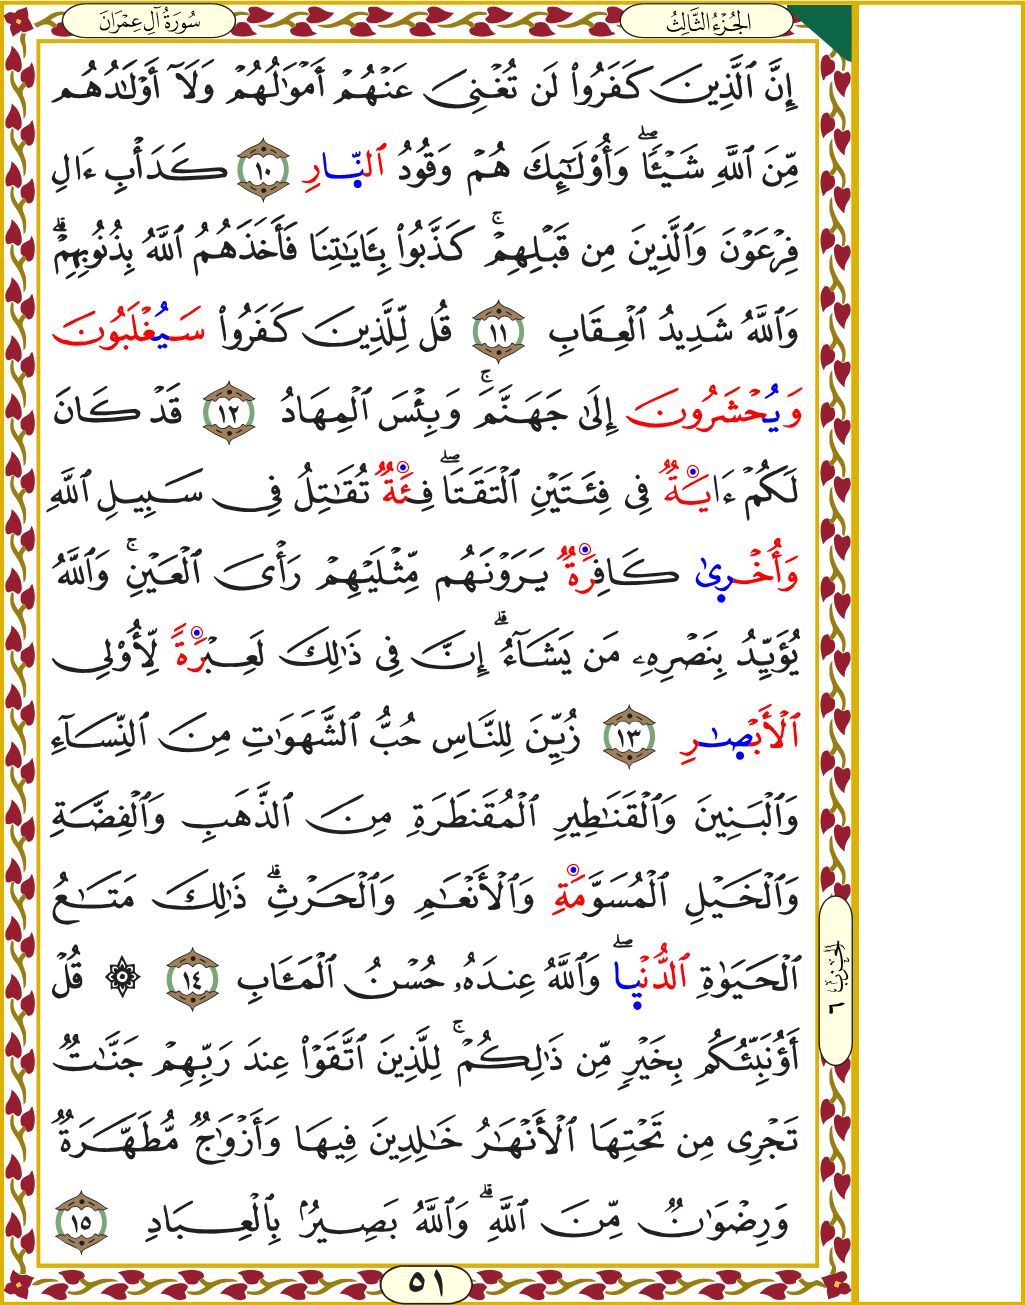 الجُزْءُ الثَّالِثُ
سُورَةُ آلِ عِمْرَانَ
إِنَّ ٱلَّذِينَ كَفَرُواْ لَن تُغْنِىَ عَنْهُمْ أَمْوَٰلُهُمْ وَلَآ أَوْلَٰدُهُم
مِّنَ ٱللَّهِ شَيْـًٔاۖ وَأُوْلَٰٓئِكَ هُمْ وَقُودُ ٱلنَّارِ ١٠ كَدَأْبِ ءَالِ
فِرْعَوْنَ وَٱلَّذِينَ مِن قَبْلِهِمْۚ كَذَّبُواْ بِـَٔايَٰتِنَا فَأَخَذَهُمُ ٱللَّهُ بِذُنُوبِهِمْۗ
وَٱللَّهُ شَدِيدُ ٱلْعِقَابِ ١١ قُل لِّلَّذِينَ كَفَرُواْ سَيُغْلَبُونَ
وَيُحْشَرُونَ إِلَىٰ جَهَنَّمَۚ وَبِئْسَ ٱلْمِهَادُ ١٢ قَدْ كَانَ
لَكُمْ ءَايَةٌ فِى فِئَتَيْنِ ٱلْتَقَتَاۖ فِئَةٌ تُقَٰتِلُ فِى سَبِيلِ ٱللَّهِ
وَأُخْرِىٰ كَافِرَةٌ يَرَوْنَهُم مِّثْلَيْهِمْ رَأْىَ ٱلْعَيْنِۚ وَٱللَّهُ
يُؤَيِّدُ بِنَصْرِهِۦ مَن يَشَآءُۗ إِنَّ فِى ذَٰلِكَ لَعِبْرَةً لِّأُوْلِى
ٱلْأَبْصَٰرِ ١٣ زُيِّنَ لِلنَّاسِ حُبُّ ٱلشَّهَوَٰتِ مِنَ ٱلنِّسَآءِ
وَٱلْبَنِينَ وَٱلْقَنَٰطِيرِ ٱلْمُقَنطَرَةِ مِنَ ٱلذَّهَبِ وَٱلْفِضَّةِ
وَٱلْخَيْلِ ٱلْمُسَوَّمَةِ وَٱلْأَنْعَٰمِ وَٱلْحَرْثِۗ ذَٰلِكَ مَتَٰعُ
ٱلْحَيَوٰةِ ٱلدُّنْيَاۖ وَٱللَّهُ عِندَهُۥ حُسْنُ ٱلْمَـَٔابِ ١٤ ۞ قُلْ
أَؤُنَبِّئُكُم بِخَيْرٍ مِّن ذَٰلِكُمْۚ لِلَّذِينَ ٱتَّقَوْاْ عِندَ رَبِّهِمْ جَنَّٰتٌ
تَجْرِى مِن تَحْتِهَا ٱلْأَنْهَٰرُ خَٰلِدِينَ فِيهَا وَأَزْوَٰجٌ مُّطَهَّرَةٌ
وَرِضْوَٰنٌ مِّنَ ٱللَّهِۗ وَٱللَّهُ بَصِيرٌۢ بِٱلْعِبَادِ ١٥
الحِزْبُ ٦
٥١